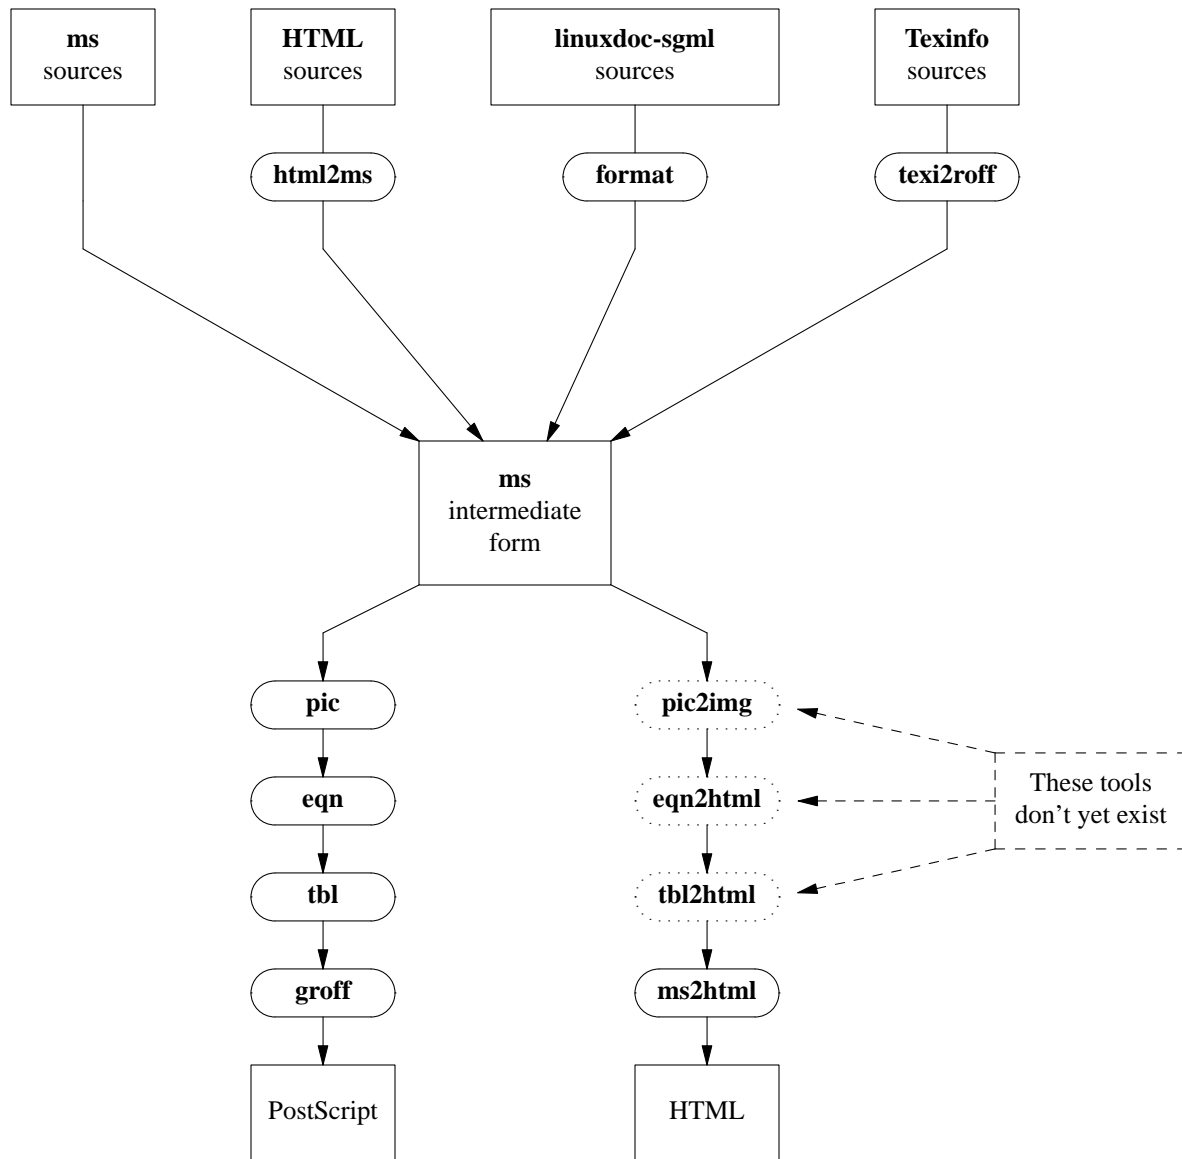 ms
sources
HTML
sources
linuxdoc-sgml
sources
Texinfo
sources
html2ms
format
texi2roff
ms
intermediate
form
pic
pic2img
These tools
don’t yet exist
eqn
eqn2html
tbl
tbl2html
groff
ms2html
PostScript
HTML